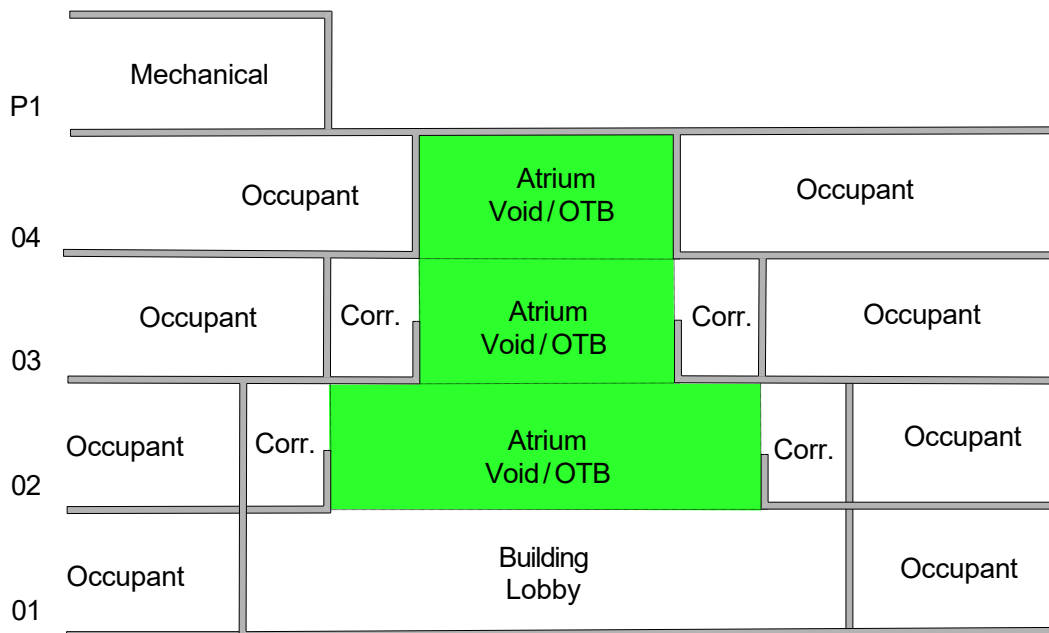 Mechanical
P1
Atrium
Void / OTB
Occupant
Occupant
04
Occupant
Corr.
Atrium
Void / OTB
Corr.
Occupant
03
Occupant
Corr.
Atrium
Void / OTB
Corr.
Occupant
02
Occupant
Building
Lobby
Occupant
01